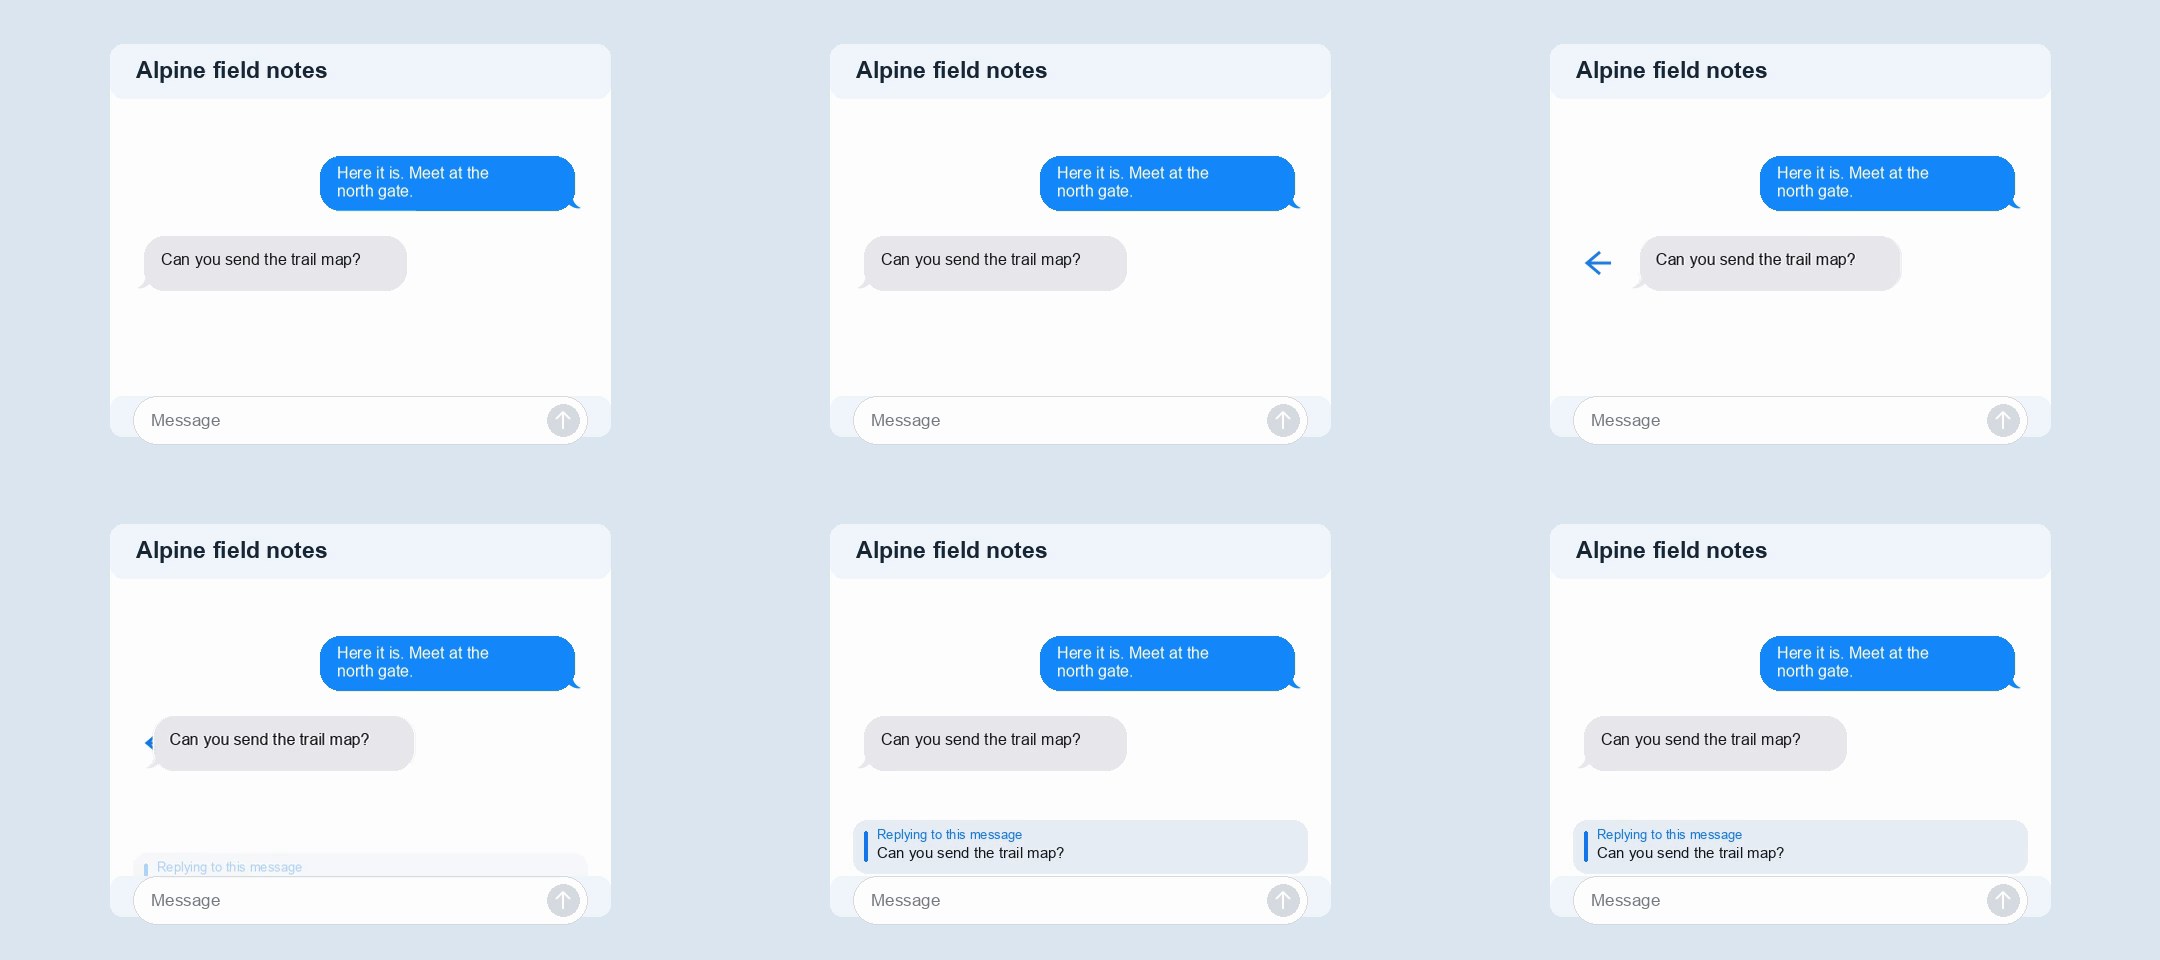 Alpine field notes
Here it is. Meet at the
north gate.
Can you send the trail map?
Message
Alpine field notes
Here it is. Meet at the
north gate.
Can you send the trail map?
Message
Alpine field notes
Here it is. Meet at the
north gate.
Can you send the trail map?
Message
Alpine field notes
Here it is. Meet at the
north gate.
Can you send the trail map?
Replying to this message
Message
Alpine field notes
Here it is. Meet at the
north gate.
Can you send the trail map?
Replying to this message
Can you send the trail map?
Message
Alpine field notes
Here it is. Meet at the
north gate.
Can you send the trail map?
Replying to this message
Can you send the trail map?
Message